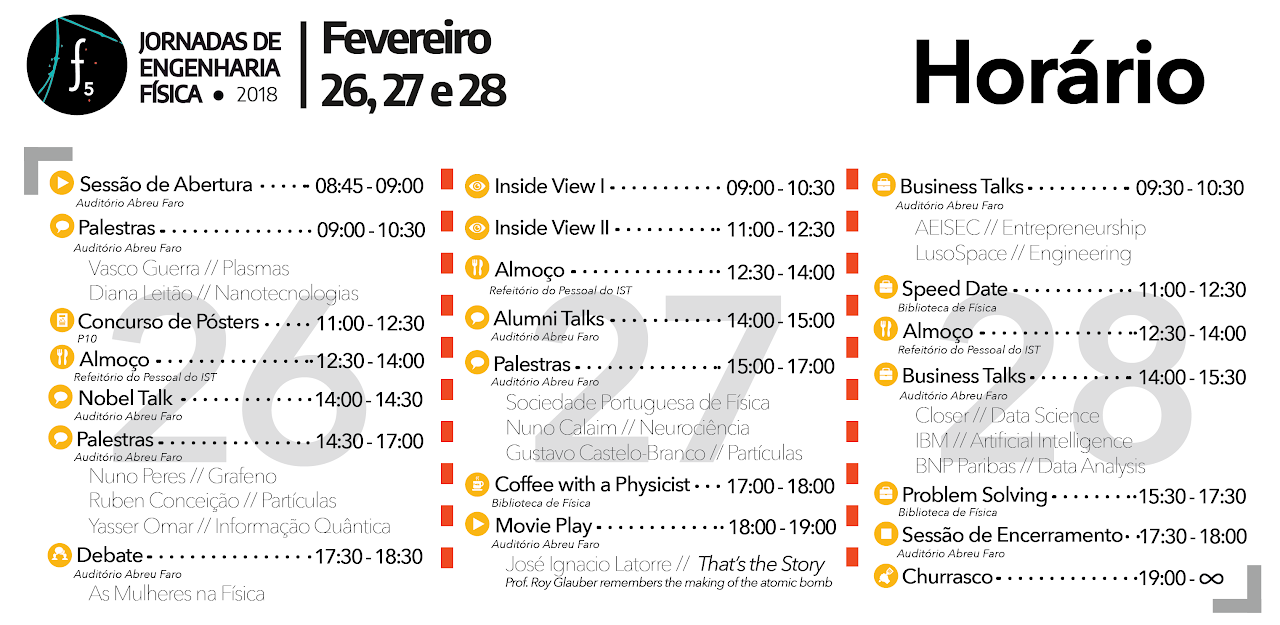 f5
JORNADAS DE
ENGENHARIA
FÍSICA • 2018
Fevereiro
26, 27 e 28
Horário
26
Sessão de Abertura 08:45 - 09:00
Auditório Abreu Faro
Palestras 09:00 - 10:30
Auditório Abreu Faro
Vasco Guerra // Plasmas
Diana Leitão // Nanotecnologias
Concurso de Pósters 11:00 - 12:30
P10
Almoço 12:30 - 14:00
Refeitório do Pessoal do IST
Nobel Talk 14:00 - 14:30
Auditório Abreu Faro
Palestras 14:30 - 17:00
Auditório Abreu Faro
Nuno Peres // Grafeno
Ruben Conceição // Partículas
Yasser Omar // Informação Quântica
Debate 17:30 - 18:30
Auditório Abreu Faro
As Mulheres na Física
27
Inside View I 09:00 - 10:30
Inside View II 11:00 - 12:30
Almoço 12:30 - 14:00
Refeitório do Pessoal do IST
Alumni Talks 14:00 - 15:00
Auditório Abreu Faro
Palestras 15:00 - 17:00
Auditório Abreu Faro
Sociedade Portuguesa de Física
Nuno Calaim // Neurociência
Gustavo Castelo-Branco // Partículas
Coffee with a Physicist 17:00 - 18:00
Biblioteca de Física
Movie Play 18:00 - 19:00
Auditório Abreu Faro
José Ignacio Latorre // That's the Story
Prof. Roy Glauber remembers the making of the atomic bomb
28
Business Talks 09:30 - 10:30
Auditório Abreu Faro
AEISEC // Entrepreneurship
LusoSpace // Engineering
Speed Date 11:00 - 12:30
Biblioteca de Física
Almoço 12:30 - 14:00
Refeitório do Pessoal do IST
Business Talks 14:00 - 15:30
Auditório Abreu Faro
Closer // Data Science
IBM // Artificial Intelligence
BNP Paribas // Data Analysis
Problem Solving 15:30 - 17:30
Biblioteca de Física
Sessão de Encerramento 17:30 - 18:00
Auditório Abreu Faro
Churrasco 19:00 - ∞